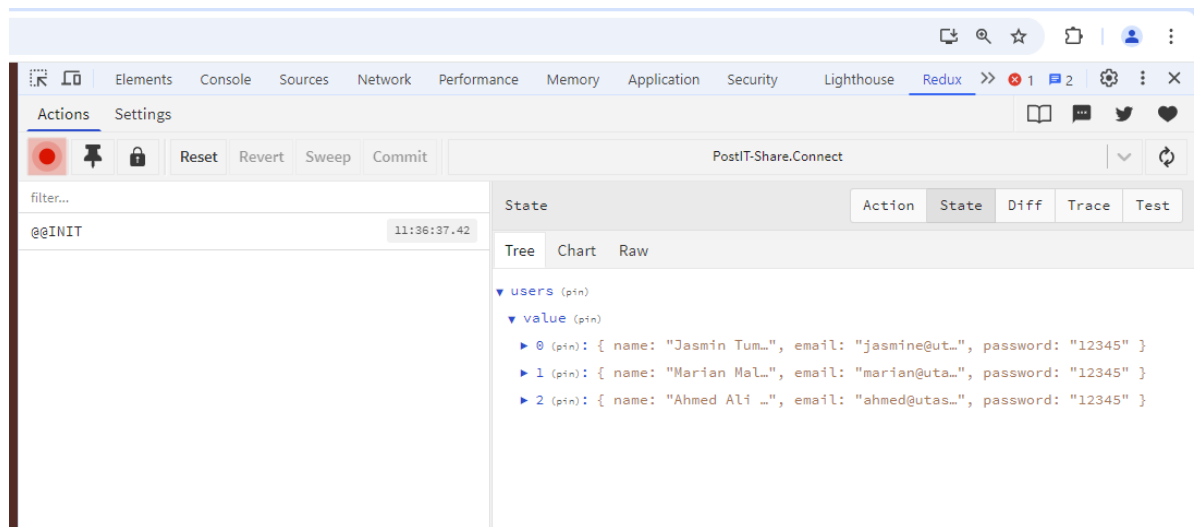 Elements Console Sources Network Performance Memory Application Security Lighthouse Redux 1 2
Actions Settings
Reset Revert Sweep Commit PostIT-Share.Connect
filter...
State Action State Diff Trace Test
@@INIT 11:36:37.42
Tree Chart Raw
users (pin)
value (pin)
0 (pin): { name: "Jasmin Tum…", email: "jasmine@ut…", password: "12345" }
1 (pin): { name: "Marian Mal…", email: "marian@uta…", password: "12345" }
2 (pin): { name: "Ahmed Ali …", email: "ahmed@utas…", password: "12345" }